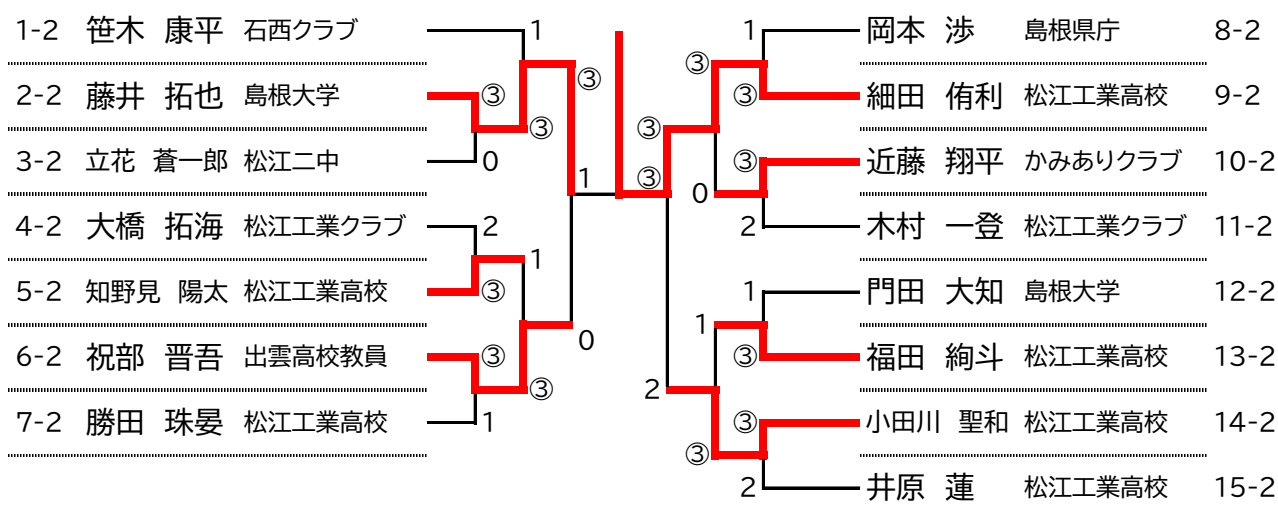 1-2 笹木 康平 石西クラブ 1 1 岡本 渉 島根県庁 8-2
③ ③
2-2 藤井 拓也 島根大学 ③ ③ 細田 侑利 松江工業高校 9-2
③ ③
3-2 立花 蒼一郎 松江二中 0 ③ 近藤 翔平 かみありクラブ 10-2
1 ③ 0
4-2 大橋 拓海 松江工業クラブ 2 2 木村 一登 松江工業クラブ 11-2
1
5-2 知野見 陽太 松江工業高校 ③ 1 門田 大知 島根大学 12-2
0 1
6-2 祝部 晋吾 出雲高校教員 ③ ③ 福田 絢斗 松江工業高校 13-2
③ 2
7-2 勝田 珠晏 松江工業高校 1 ③ 小田川 聖和 松江工業高校 14-2
③
2 井原 蓮 松江工業高校 15-2